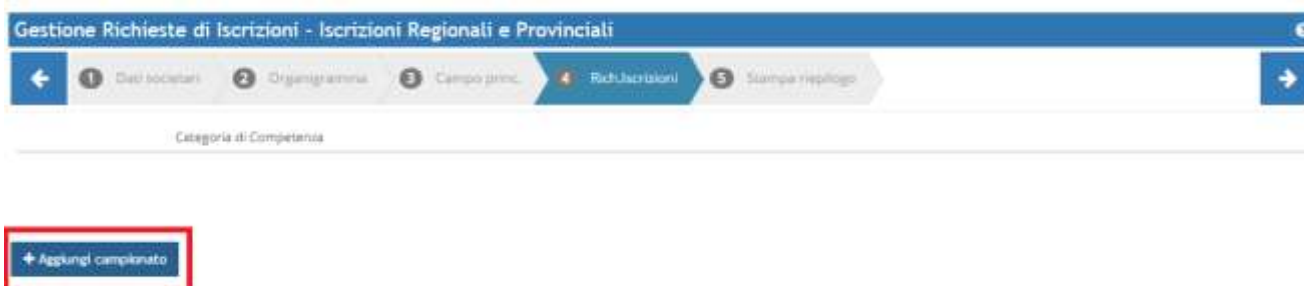 Gestione Richieste di Iscrizioni - Iscrizioni Regionali e Provinciali
1 Dati societari 2 Organigramma 3 Campo princ. 4 Rich.Iscrizioni 5 Stampa riepilogo
Categoria di Competenza
+ Aggiungi campionato